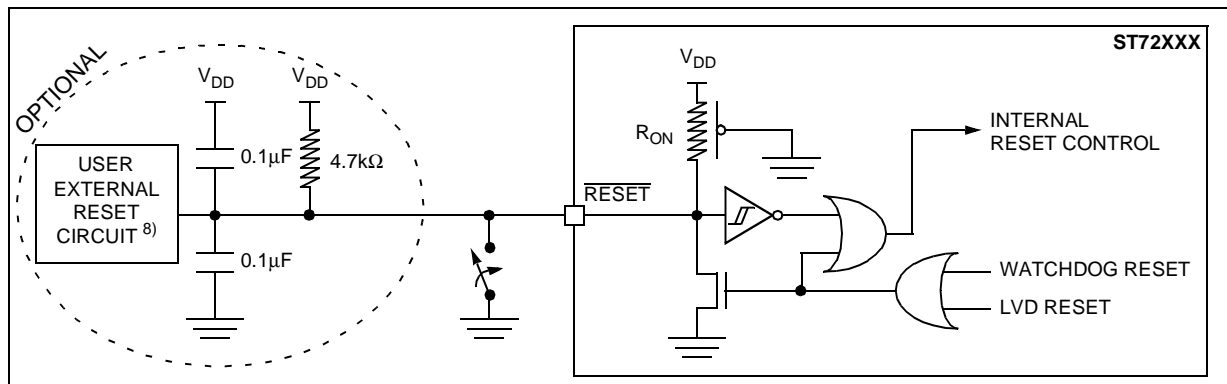 OPTIONAL
V_DD
V_DD
0.1μF
4.7kΩ
USER
EXTERNAL
RESET
CIRCUIT 8)
0.1μF
ST72XXX
V_DD
R_ON
INTERNAL
RESET CONTROL
RESET
WATCHDOG RESET
LVD RESET